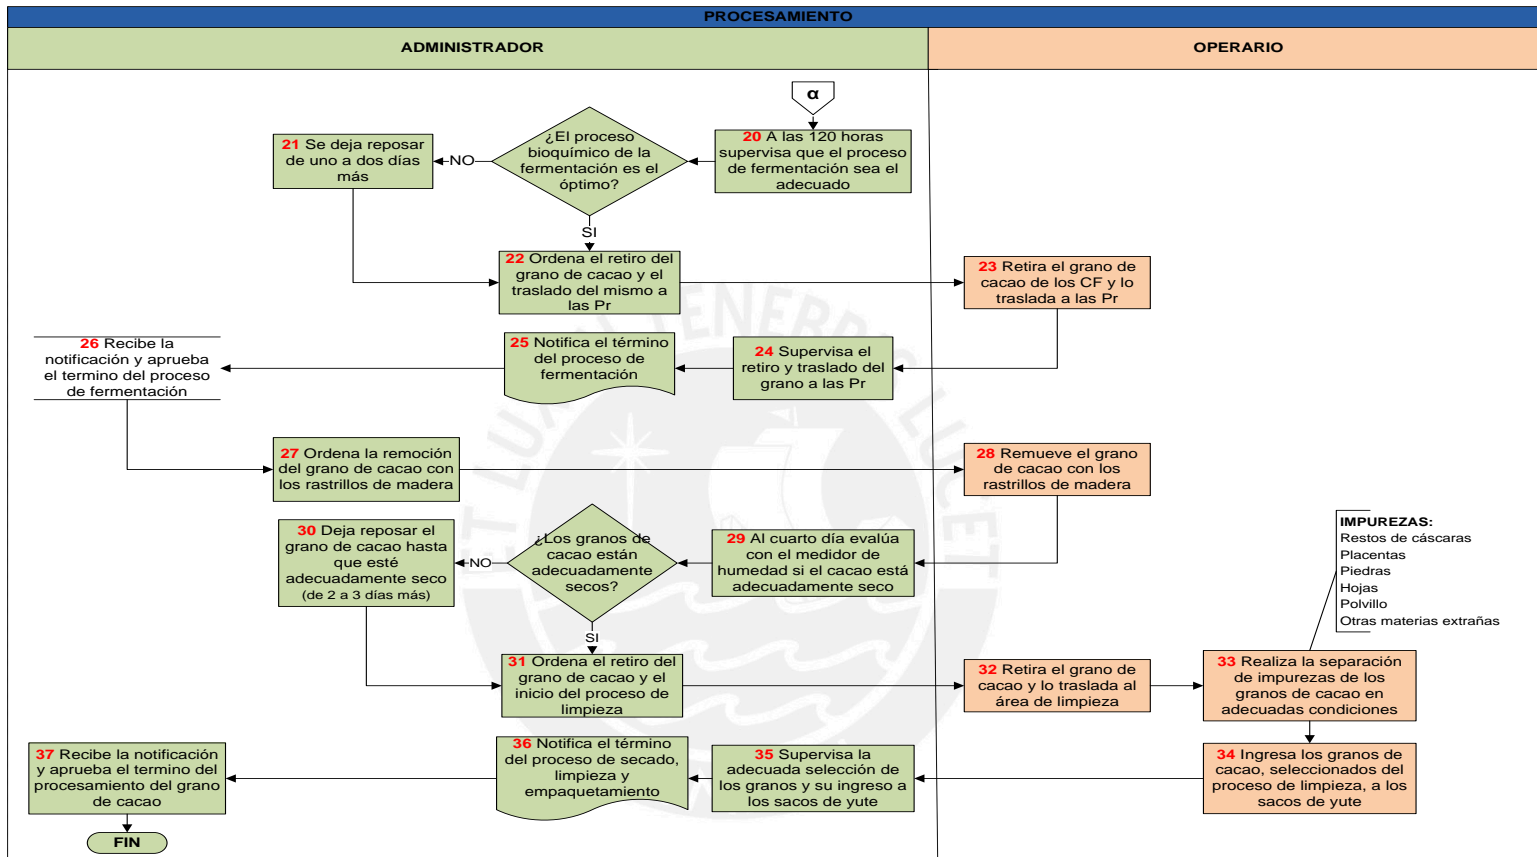 PROCESAMIENTO
ADMINISTRADOR
OPERARIO
α
20 A las 120 horas
supervisa que el proceso
de fermentación sea el
adecuado
¿El proceso
bioquímico de la
fermentación es el
óptimo?
NO
21 Se deja reposar
de uno a dos días
más
SI
22 Ordena el retiro del
grano de cacao y el
traslado del mismo a
las Pr
23 Retira el grano de
cacao de los CF y lo
traslada a las Pr
24 Supervisa el
retiro y traslado del
grano a las Pr
25 Notifica el término
del proceso de
fermentación
26 Recibe la
notificación y aprueba
el termino del proceso
de fermentación
27 Ordena la remoción
del grano de cacao con
los rastrillos de madera
28 Remueve el grano
de cacao con los
rastrillos de madera
29 Al cuarto día evalúa
con el medidor de
humedad si el cacao está
adecuadamente seco
¿Los granos de
cacao están
adecuadamente
secos?
NO
30 Deja reposar el
grano de cacao hasta
que esté
adecuadamente seco
(de 2 a 3 días más)
SI
31 Ordena el retiro del
grano de cacao y el
inicio del proceso de
limpieza
32 Retira el grano de
cacao y lo traslada al
área de limpieza
IMPUREZAS:
Restos de cáscaras
Placentas
Piedras
Hojas
Polvillo
Otras materias extrañas
33 Realiza la separación
de impurezas de los
granos de cacao en
adecuadas condiciones
34 Ingresa los granos de
cacao, seleccionados del
proceso de limpieza, a los
sacos de yute
35 Supervisa la
adecuada selección de
los granos y su ingreso a
los sacos de yute
36 Notifica el término
del proceso de secado,
limpieza y
empaquetamiento
37 Recibe la notificación
y aprueba el termino del
procesamiento del grano
de cacao
FIN